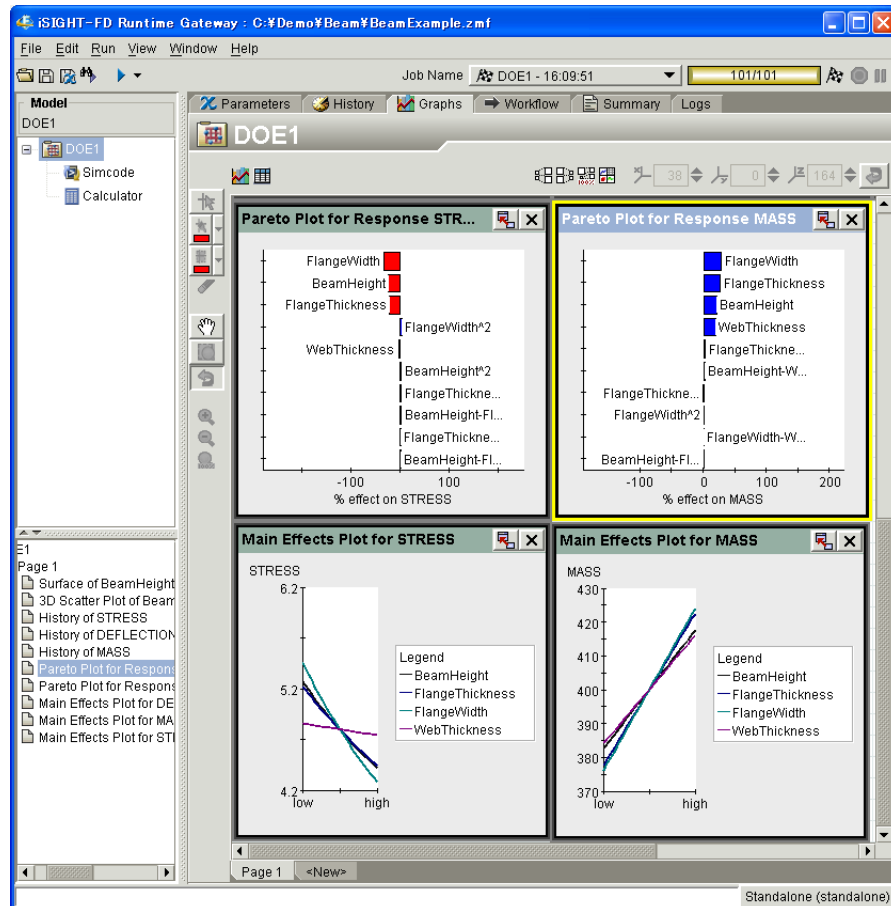 iSIGHT-FD Runtime Gateway : C:¥Demo¥Beam¥BeamExample.zmf
File Edit Run View Window Help
Job Name DOE1 - 16:09:51 101/101
Model
DOE1
DOE1
Simcode
Calculator
Parameters History Graphs Workflow Summary Logs
DOE1
38 0 164
Pareto Plot for Response STR...
FlangeWidth
BeamHeight
FlangeThickness
FlangeWidth^2
WebThickness
BeamHeight^2
FlangeThickne...
BeamHeight-Fl...
FlangeThickne...
BeamHeight-Fl...
-100 0 100
% effect on STRESS
Pareto Plot for Response MASS
FlangeWidth
FlangeThickness
BeamHeight
WebThickness
FlangeThickne...
BeamHeight-W...
FlangeThickne...
FlangeWidth^2
FlangeWidth-W...
BeamHeight-Fl...
-100 0 100 200
% effect on MASS
E1
Page 1
Surface of BeamHeight
3D Scatter Plot of Beam
History of STRESS
History of DEFLECTION
History of MASS
Pareto Plot for Respons
Pareto Plot for Respons
Main Effects Plot for DE
Main Effects Plot for MA
Main Effects Plot for STI
Main Effects Plot for STRESS
STRESS
6.2
5.2
4.2
low high
Legend
BeamHeight
FlangeThickness
FlangeWidth
WebThickness
Main Effects Plot for MASS
MASS
430
420
410
400
390
380
370
low high
Legend
BeamHeight
FlangeThickness
FlangeWidth
WebThickness
Page 1 <New>
Standalone (standalone)